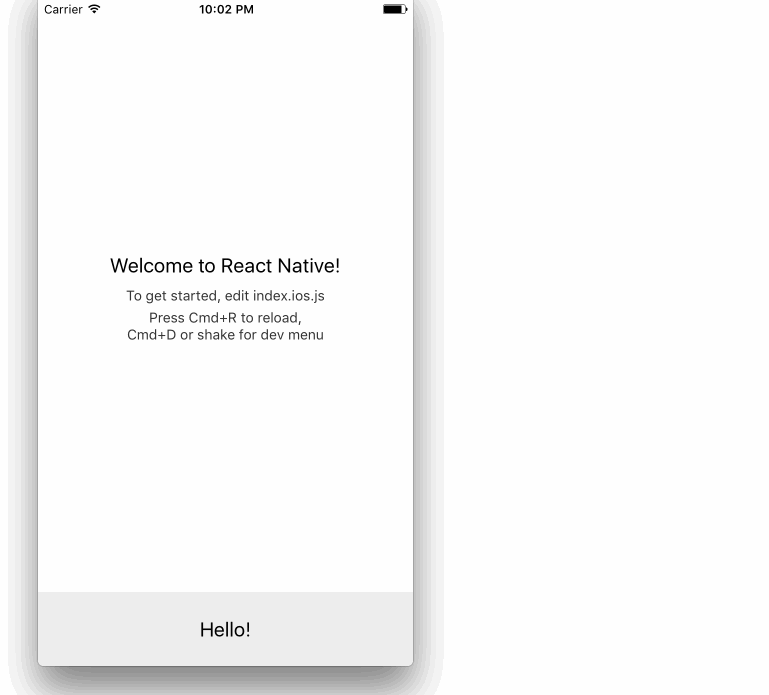 Carrier 10:02 PM
Welcome to React Native!
To get started, edit index.ios.js
Press Cmd+R to reload,
Cmd+D or shake for dev menu
Hello!